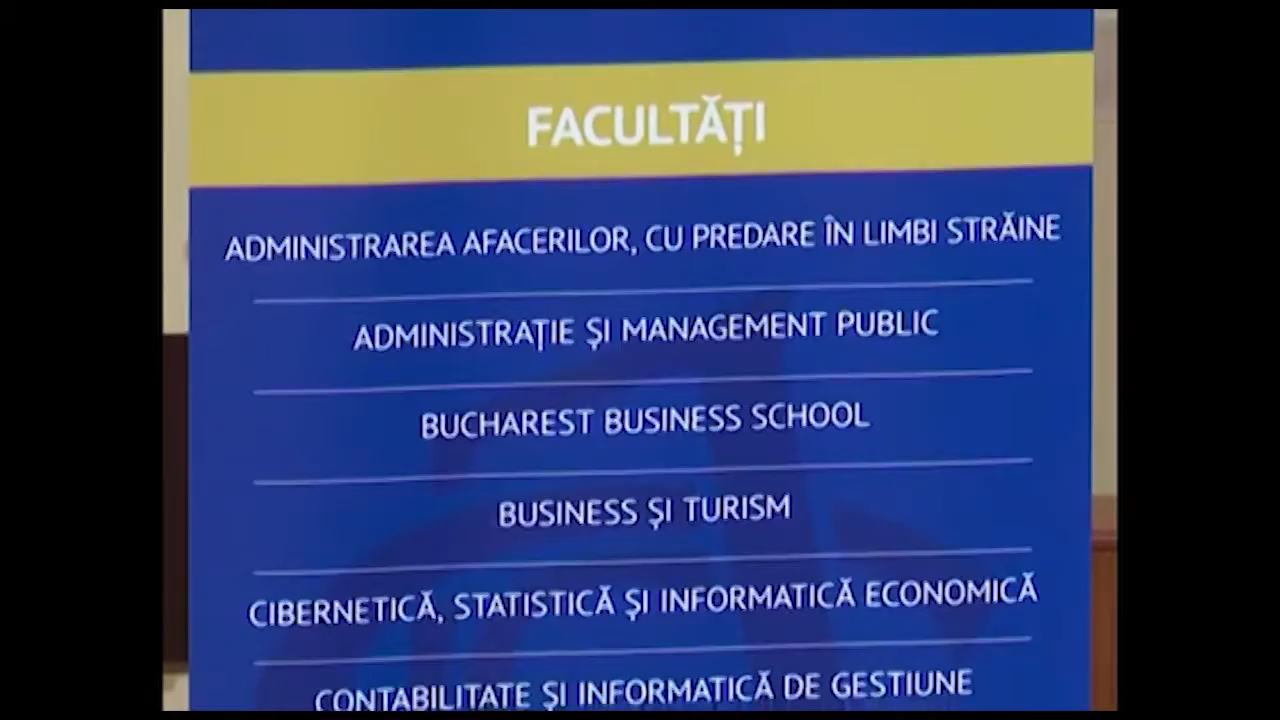 FACULTĂȚI
ADMINISTRAREA AFACERILOR, CU PREDARE ÎN LIMBI STRĂINE
ADMINISTRAȚIE ȘI MANAGEMENT PUBLIC
BUCHAREST BUSINESS SCHOOL
BUSINESS ȘI TURISM
CIBERNETICĂ, STATISTICĂ ȘI INFORMATICĂ ECONOMICĂ
CONTABILITATE ȘI INFORMATICĂ DE GESTIUNE